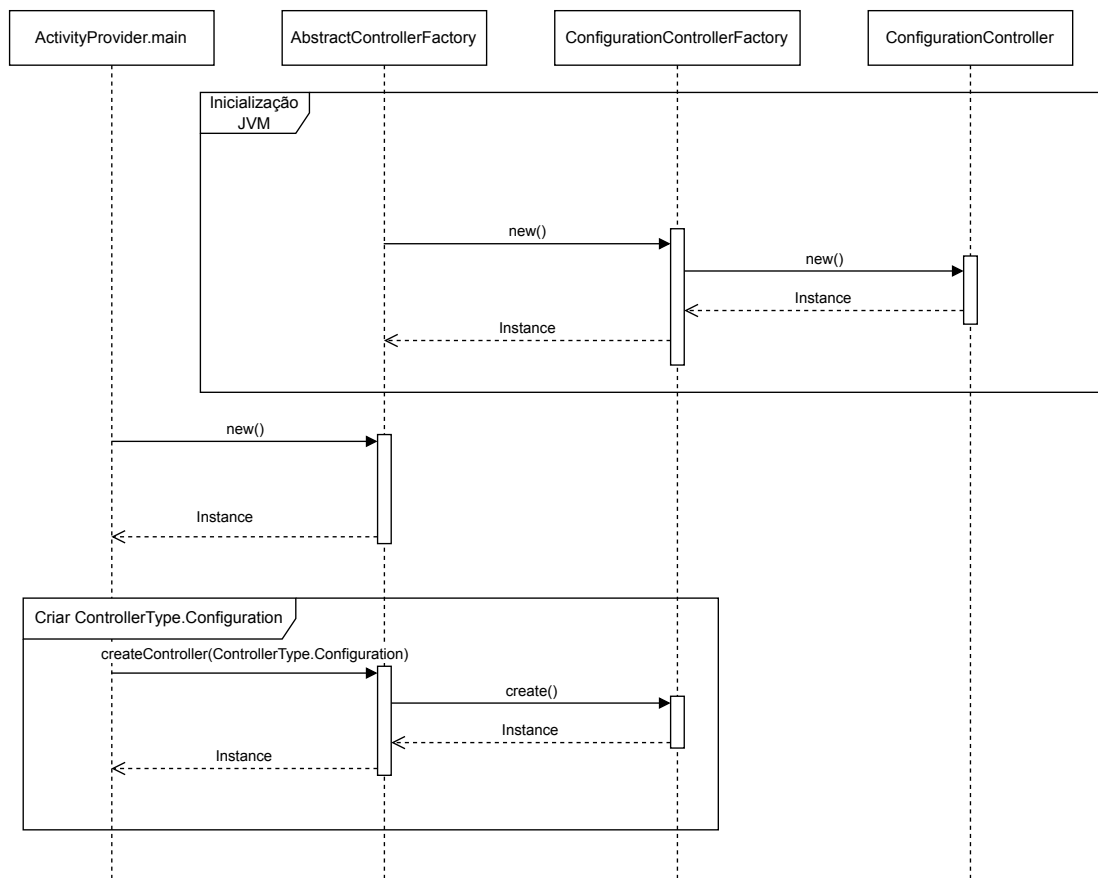 ActivityProvider.main
AbstractControllerFactory
ConfigurationControllerFactory
ConfigurationController
Inicialização
JVM
new()
new()
Instance
Instance
new()
Instance
Criar ControllerType.Configuration
createController(ControllerType.Configuration)
create()
Instance
Instance